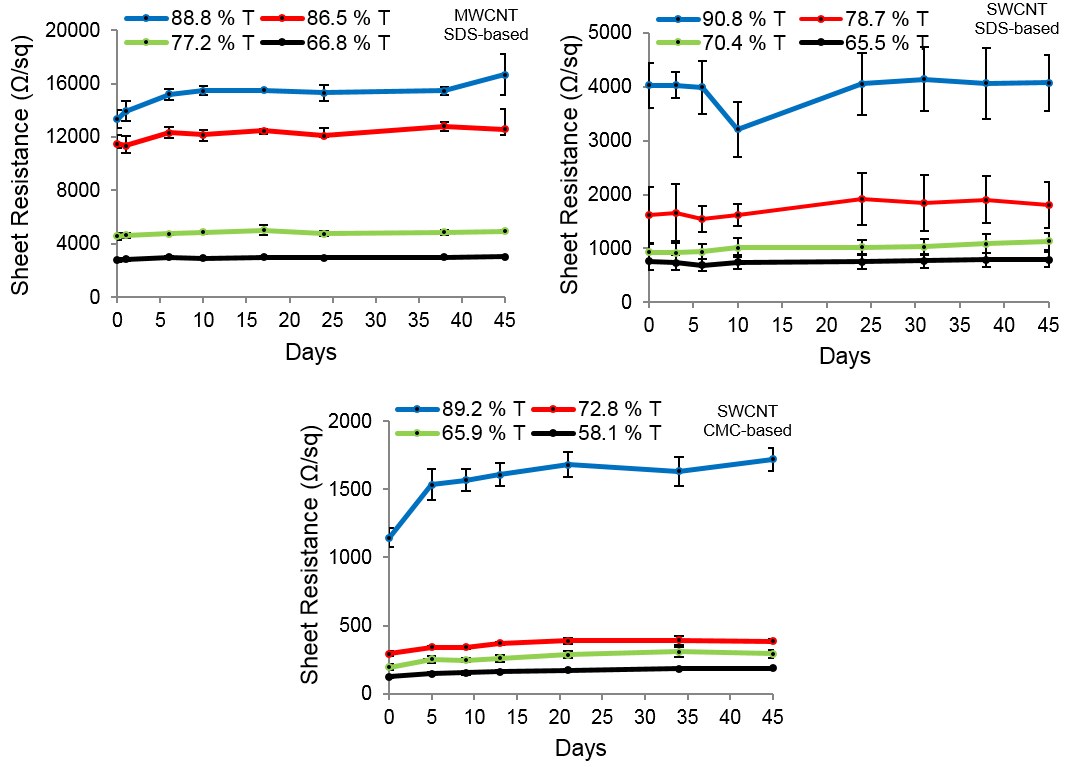 88.8 % T 86.5 % T
77.2 % T 66.8 % T
MWCNT
SDS-based
Sheet Resistance (Ω/sq)
20000
16000
12000
8000
4000
0
0 5 10 15 20 25 30 35 40 45
Days
90.8 % T 78.7 % T
70.4 % T 65.5 % T
SWCNT
SDS-based
Sheet Resistance (Ω/sq)
5000
4000
3000
2000
1000
0
0 5 10 15 20 25 30 35 40 45
Days
89.2 % T 72.8 % T
65.9 % T 58.1 % T
SWCNT
CMC-based
Sheet Resistance (Ω/sq)
2000
1500
1000
500
0
0 5 10 15 20 25 30 35 40 45
Days